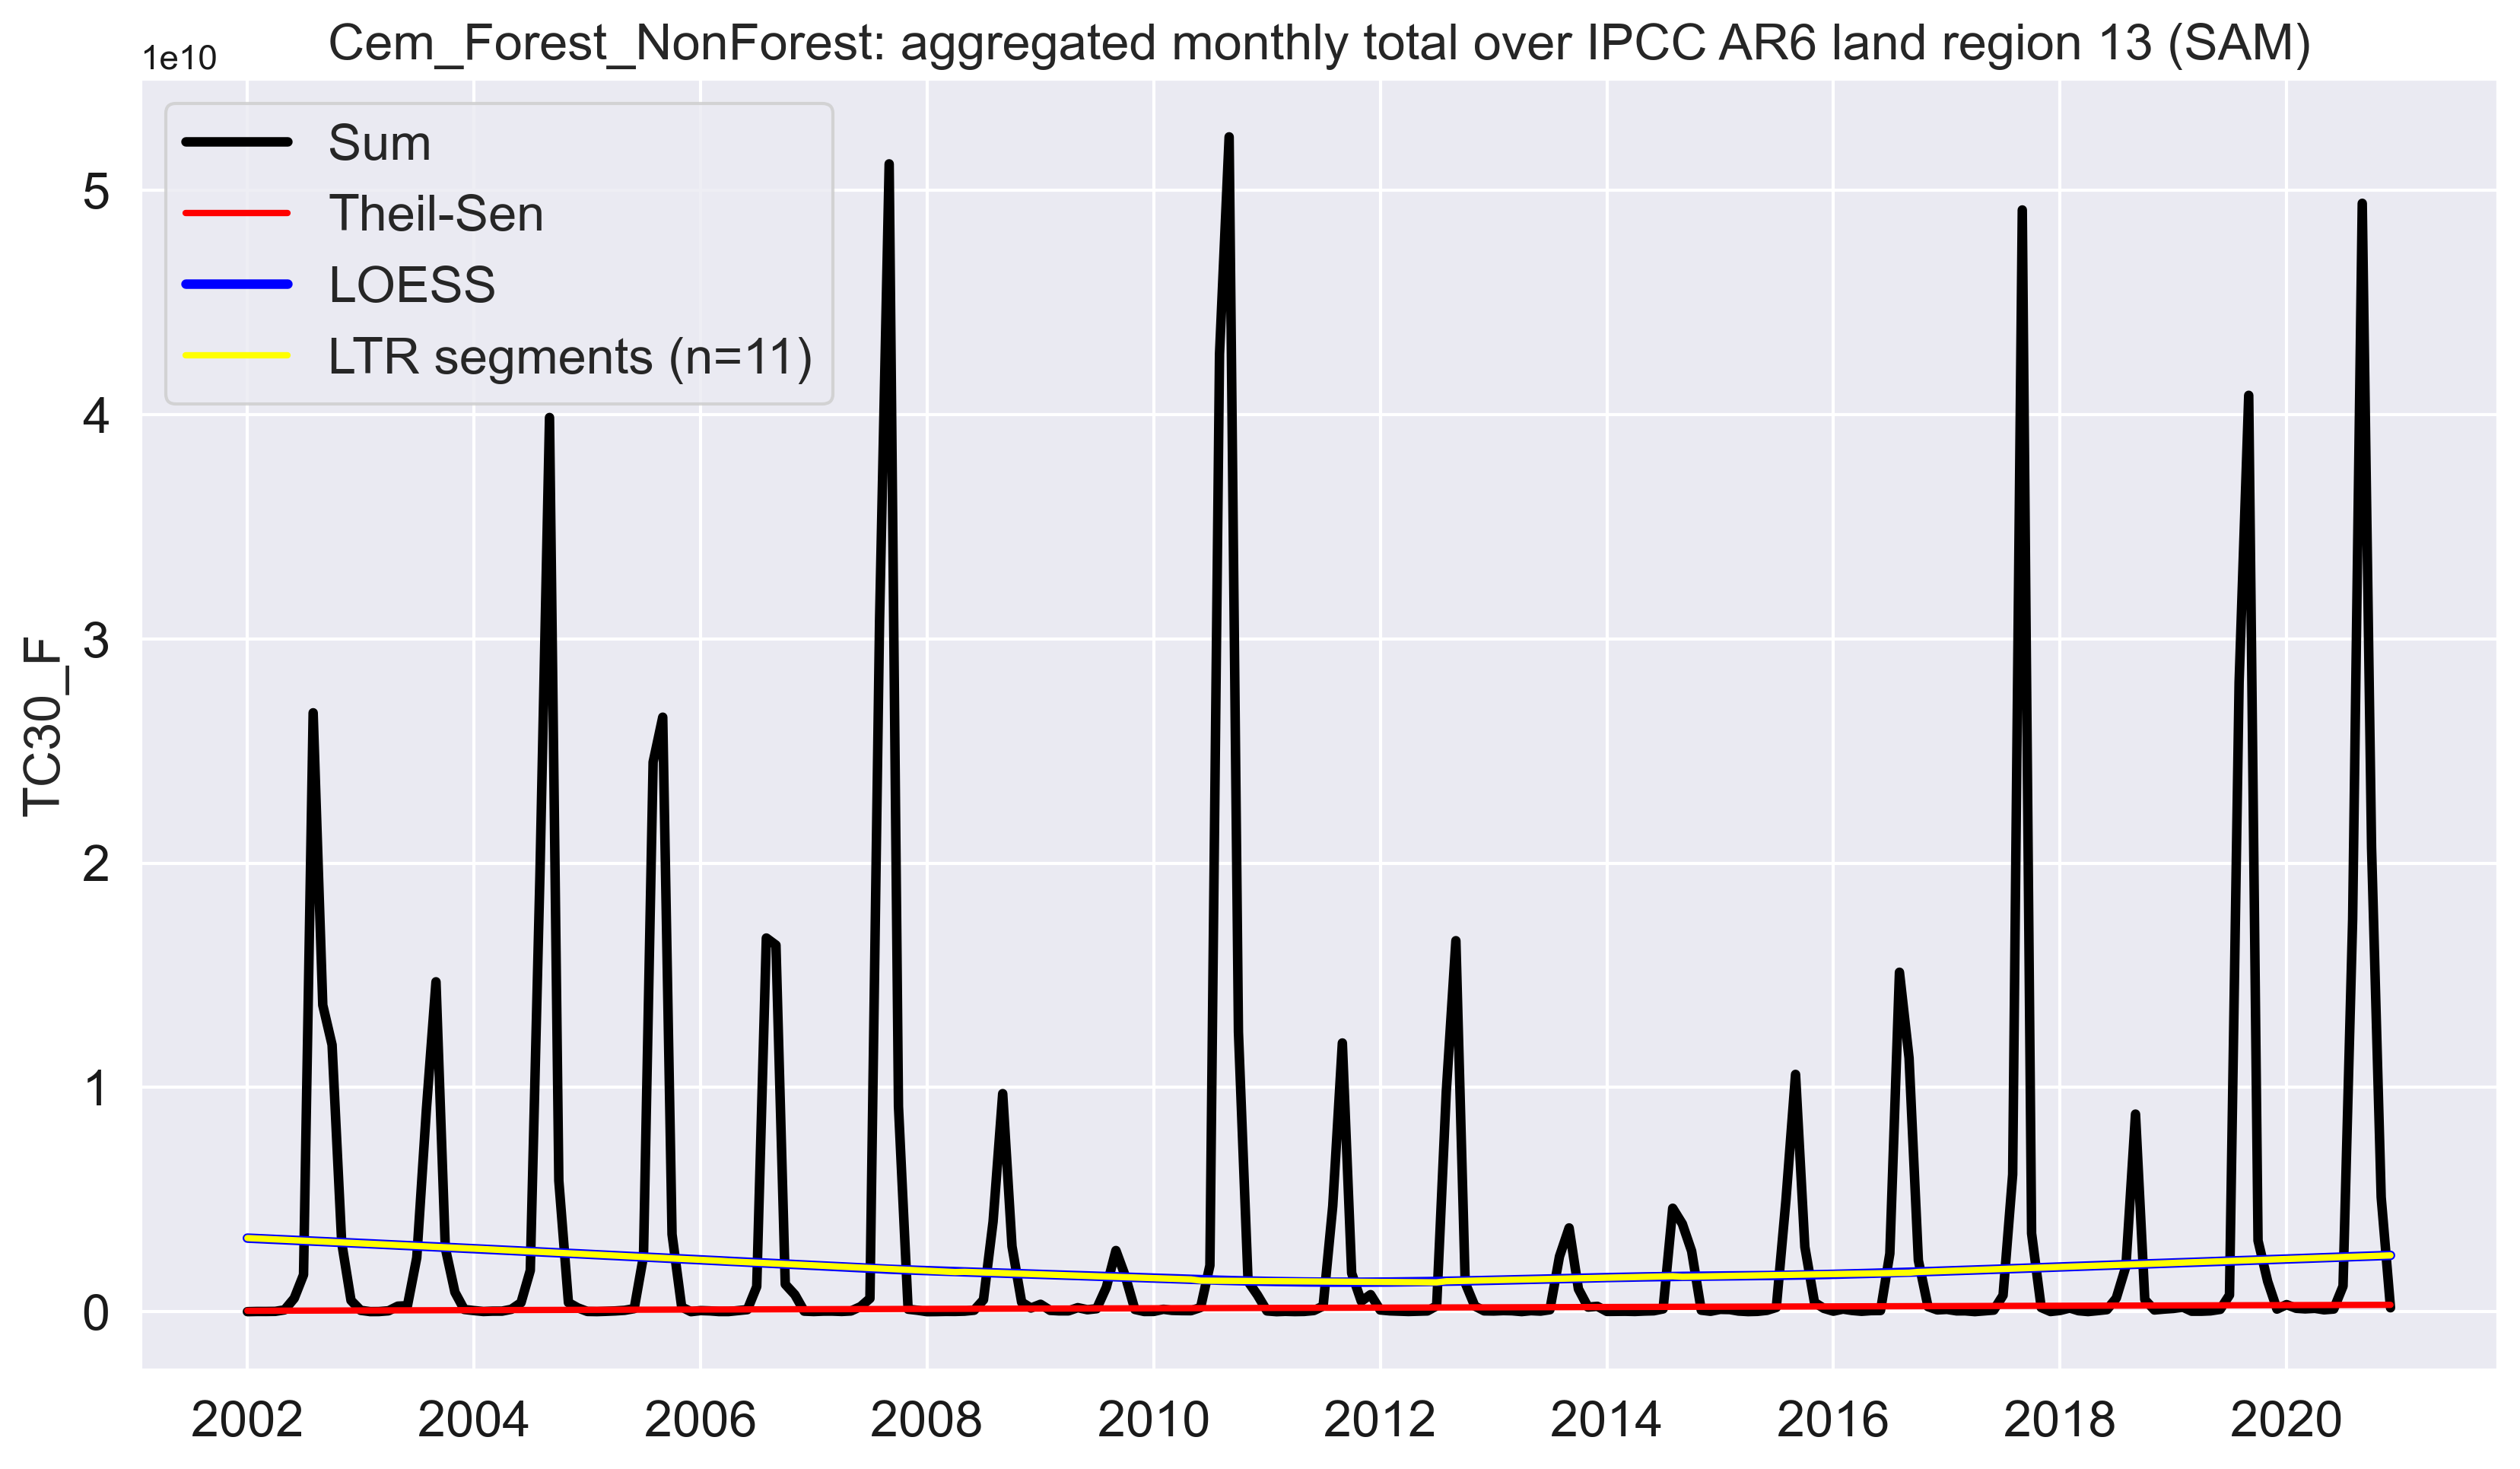 Cem_Forest_NonForest: aggregated monthly total over IPCC AR6 land region 13 (SAM)
1e10
Sum
Theil-Sen
LOESS
LTR segments (n=11)
TC30_F
5
4
3
2
1
0
2002 2004 2006 2008 2010 2012 2014 2016 2018 2020